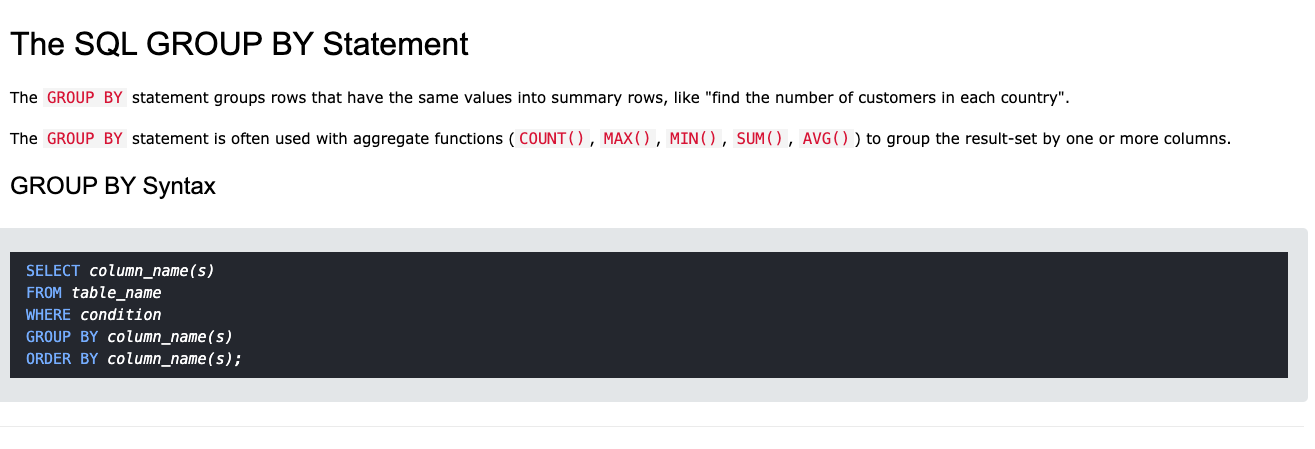 The SQL GROUP BY Statement
The GROUP BY statement groups rows that have the same values into summary rows, like "find the number of customers in each country".
The GROUP BY statement is often used with aggregate functions (COUNT(), MAX(), MIN(), SUM(), AVG()) to group the result-set by one or more columns.
GROUP BY Syntax
SELECT column_name(s)
FROM table_name
WHERE condition
GROUP BY column_name(s)
ORDER BY column_name(s);